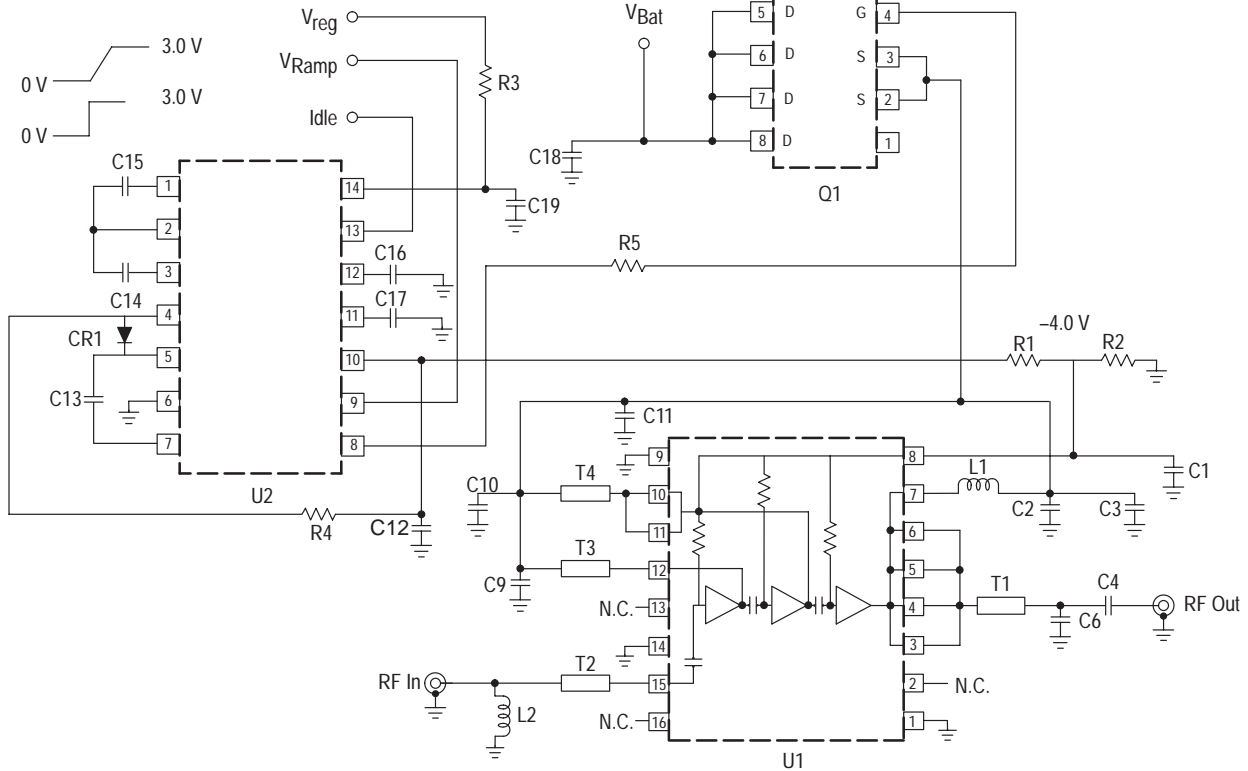 V_reg
V_Ramp
Idle
3.0 V
0 V
3.0 V
0 V
R3
V_Bat
5 D
6 D
7 D
8 D
G 4
S 3
S 2
1
Q1
C18
C15
1
2
3
4
5
6
7
14
13
12
11
10
9
8
C19
C16
C17
C14
CR1
C13
U2
R5
–4.0 V
R1
R2
C11
R4
C12
C10
T4
C9
T3
N.C.
T2
RF In
L2
N.C.
9
10
11
12
13
14
15
16
8
7
6
5
4
3
2
1
L1
C1
C2
C3
T1
C4
C6
RF Out
N.C.
U1